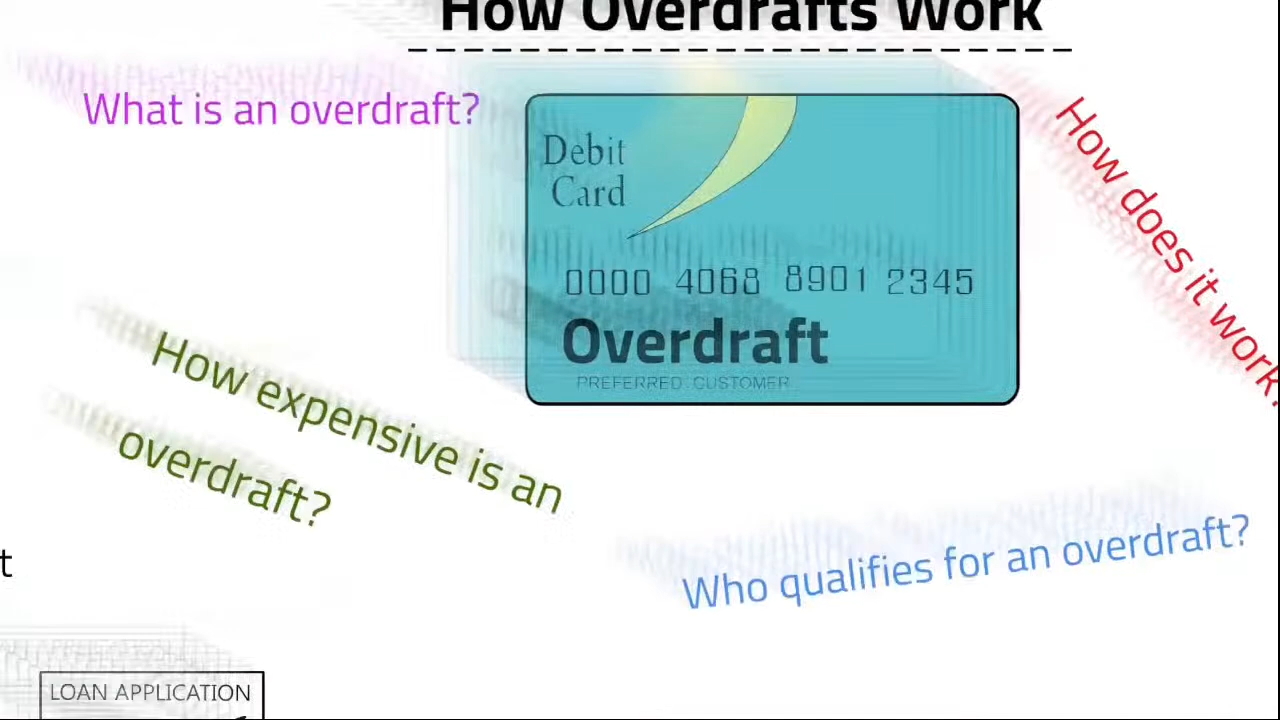 How Overdrafts Work
What is an overdraft?
Debit
Card
0000 4068 8901 2345
Overdraft
PREFERRED CUSTOMER
How does it work?
How expensive is an
overdraft?
Who qualifies for an overdraft?
t
LOAN APPLICATION